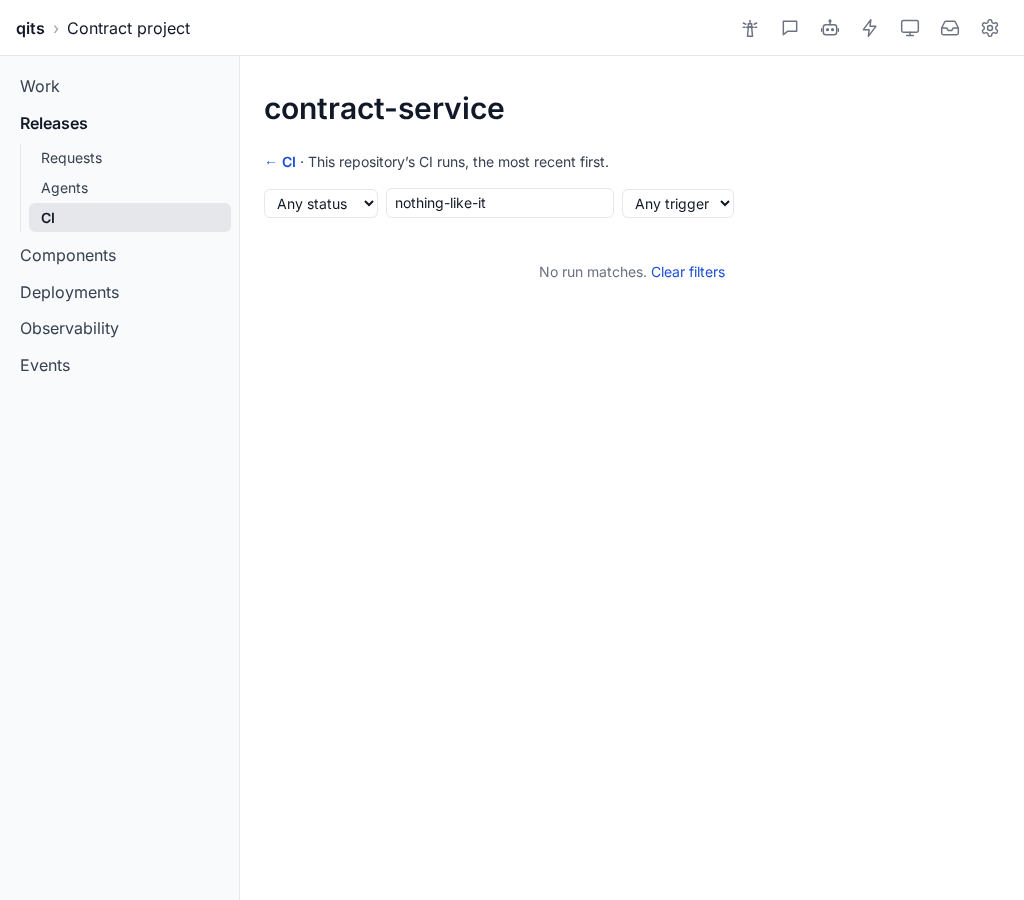 qits › Contract project
Work
Releases
Requests
Agents
CI
Components
Deployments
Observability
Events
contract-service
← CI · This repository’s CI runs, the most recent first.
Any status nothing-like-it Any trigger
No run matches. Clear filters